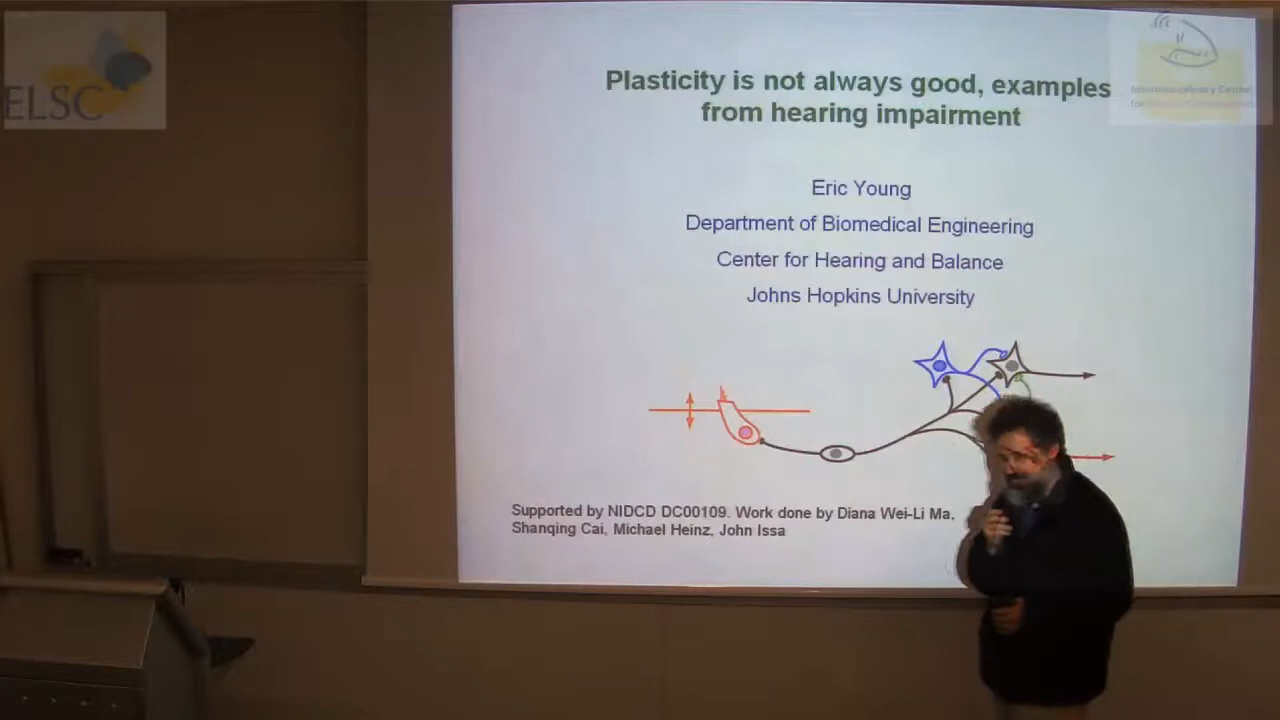 ELSC
Plasticity is not always good, examples
from hearing impairment
Interdisciplinary Center
Eric Young
Department of Biomedical Engineering
Center for Hearing and Balance
Johns Hopkins University
Supported by NIDCD DC00109. Work done by Diana Wei-Li Ma,
Shanqing Cai, Michael Heinz, John Issa